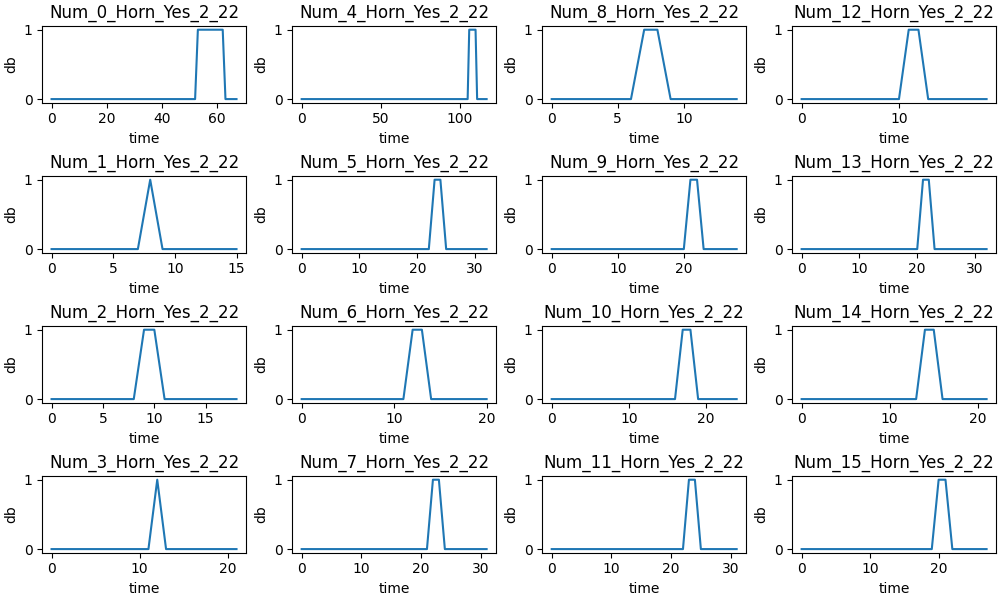 Num_0_Horn_Yes_2_22 Num_4_Horn_Yes_2_22 Num_8_Horn_Yes_2_22 Num_12_Horn_Yes_2_22
1 1 1 1
db db db db
0 0 0 0
0 20 40 60 0 50 100 0 5 10 0 10
time time time time
Num_1_Horn_Yes_2_22 Num_5_Horn_Yes_2_22 Num_9_Horn_Yes_2_22 Num_13_Horn_Yes_2_22
1 1 1 1
db db db db
0 0 0 0
0 5 10 15 0 10 20 30 0 10 20 0 10 20 30
time time time time
Num_2_Horn_Yes_2_22 Num_6_Horn_Yes_2_22 Num_10_Horn_Yes_2_22 Num_14_Horn_Yes_2_22
1 1 1 1
db db db db
0 0 0 0
0 5 10 15 0 10 20 0 10 20 0 10 20
time time time time
Num_3_Horn_Yes_2_22 Num_7_Horn_Yes_2_22 Num_11_Horn_Yes_2_22 Num_15_Horn_Yes_2_22
1 1 1 1
db db db db
0 0 0 0
0 10 20 0 10 20 30 0 10 20 30 0 10 20
time time time time